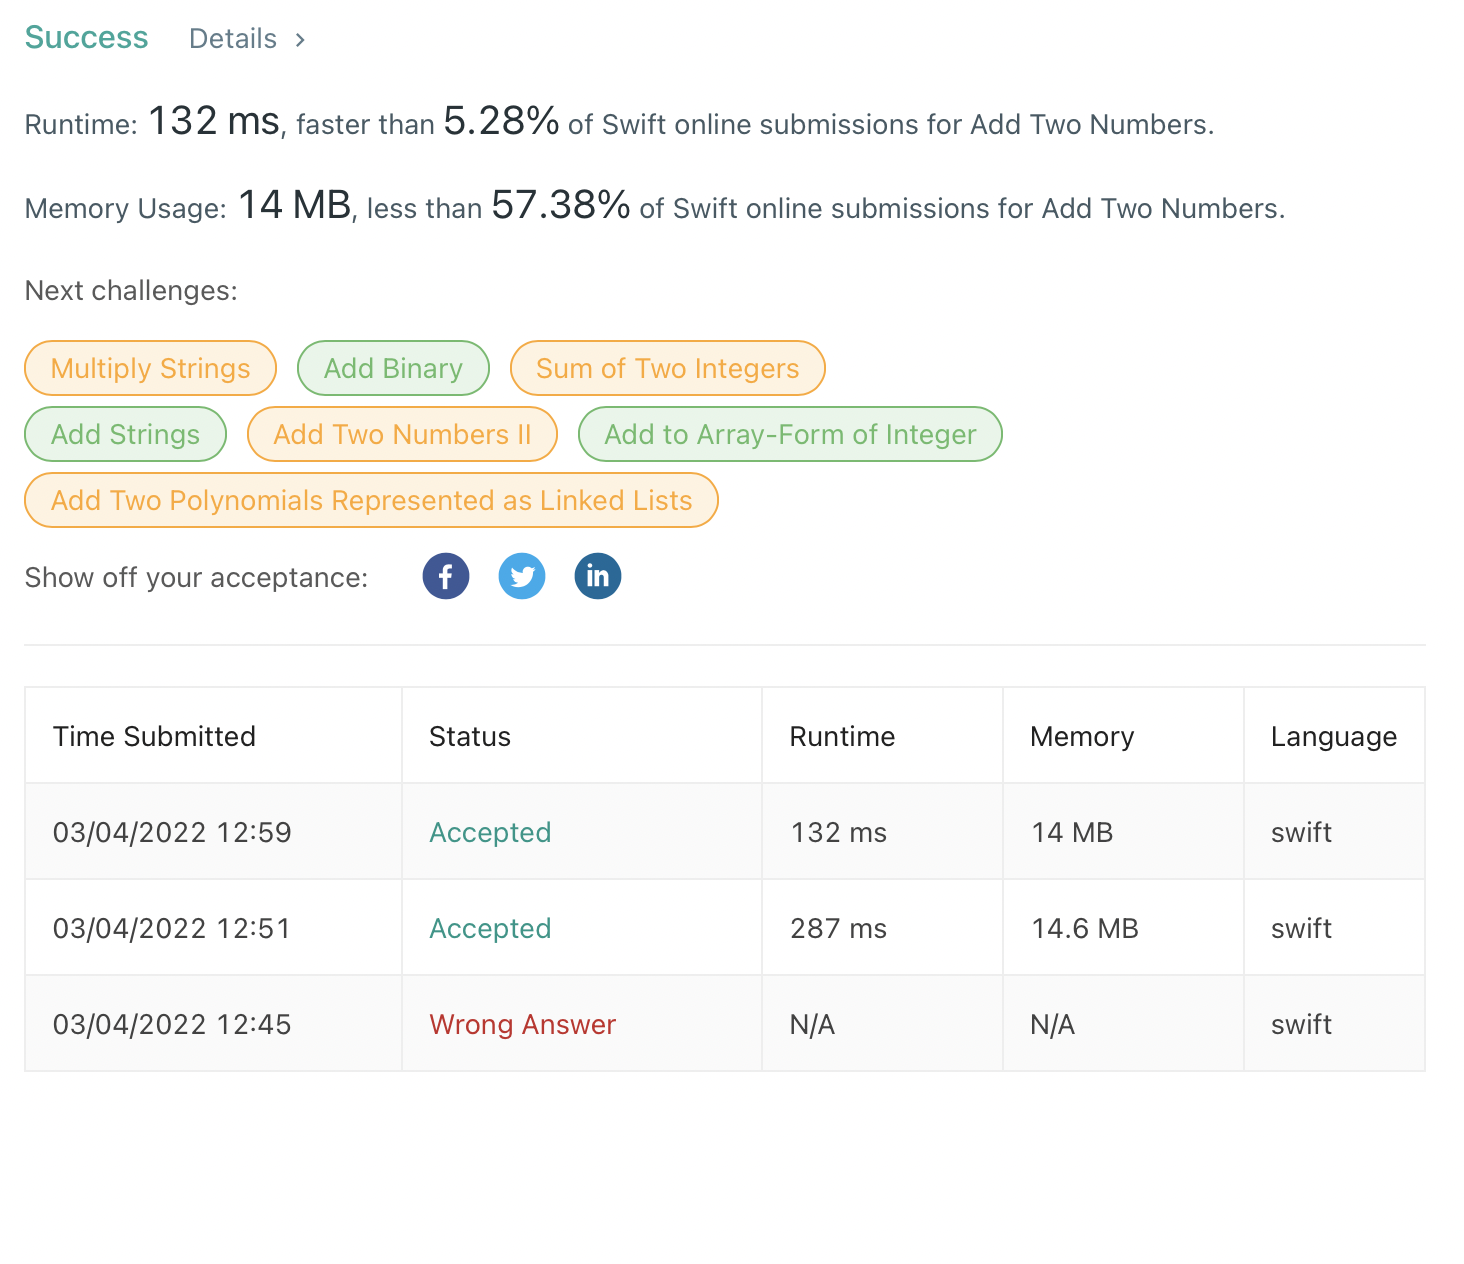 Success Details >
Runtime: 132 ms, faster than 5.28% of Swift online submissions for Add Two Numbers.
Memory Usage: 14 MB, less than 57.38% of Swift online submissions for Add Two Numbers.
Next challenges:
Multiply Strings Add Binary Sum of Two Integers
Add Strings Add Two Numbers II Add to Array-Form of Integer
Add Two Polynomials Represented as Linked Lists
Show off your acceptance: f in
Time Submitted Status Runtime Memory Language
03/04/2022 12:59 Accepted 132 ms 14 MB swift
03/04/2022 12:51 Accepted 287 ms 14.6 MB swift
03/04/2022 12:45 Wrong Answer N/A N/A swift